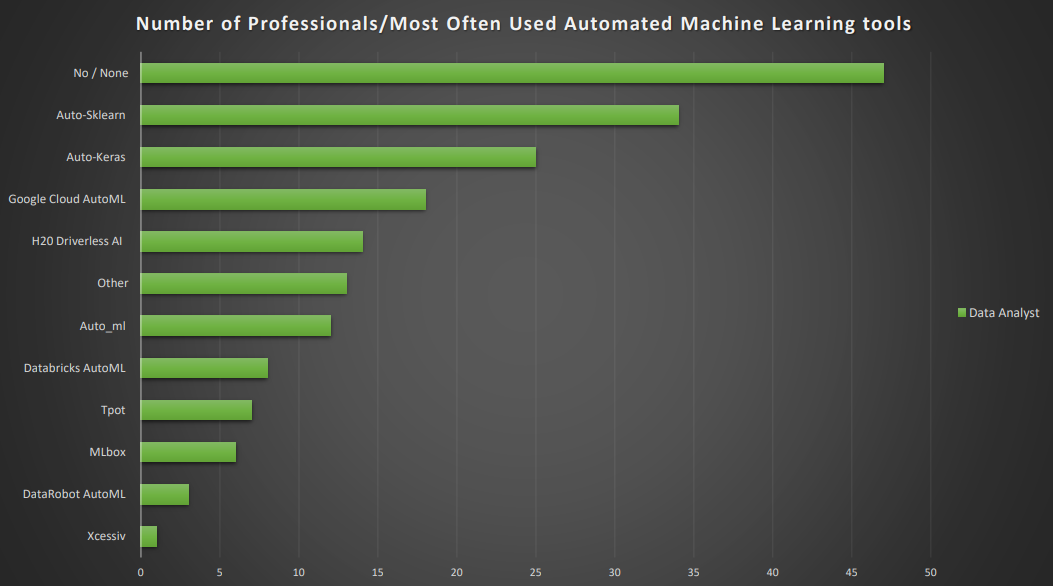 Number of Professionals/Most Often Used Automated Machine Learning tools
No / None
Auto-Sklearn
Auto-Keras
Google Cloud AutoML
H20 Driverless AI
Other
Auto_ml
Databricks AutoML
Tpot
MLbox
DataRobot AutoML
Xcessiv
0 5 10 15 20 25 30 35 40 45 50
Data Analyst